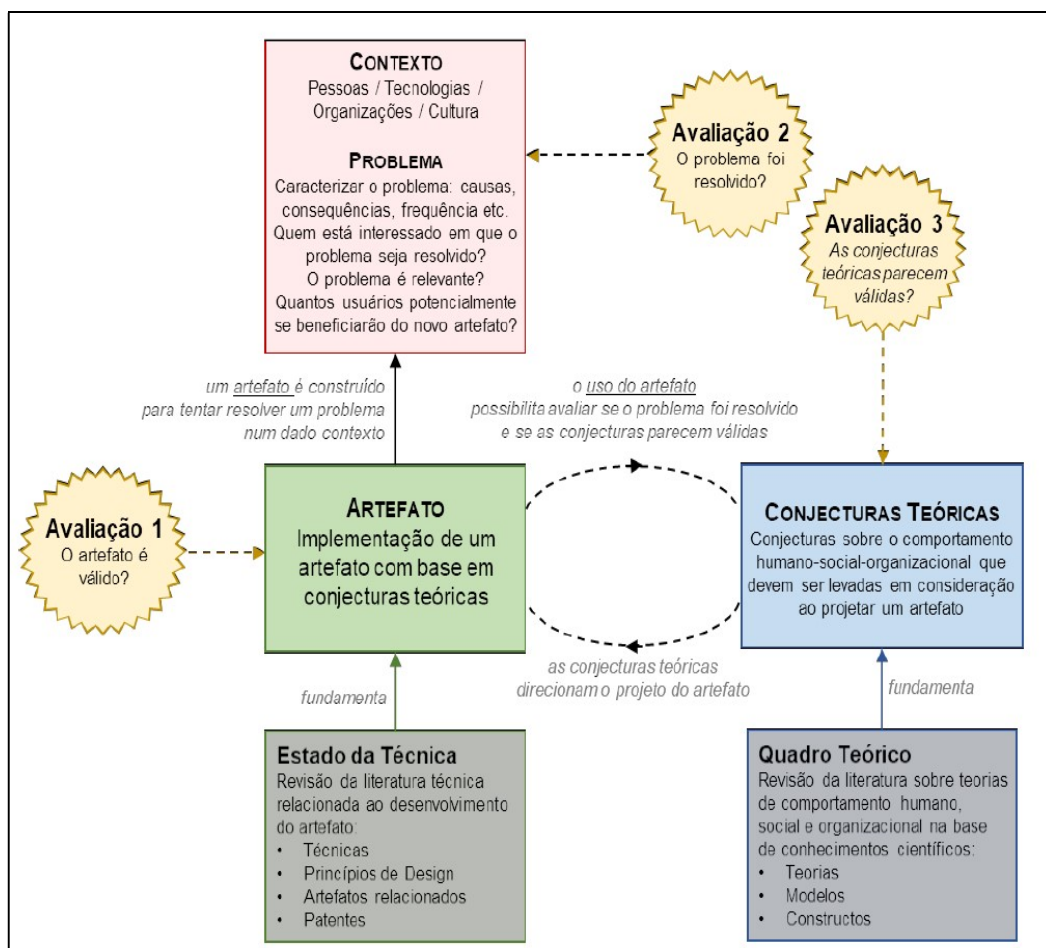 CONTEXTO
Pessoas / Tecnologias /
Organizações / Cultura
PROBLEMA
Caracterizar o problema: causas,
consequências, frequência etc.
Quem está interessado em que o
problema seja resolvido?
O problema é relevante?
Quantos usuários potencialmente
se beneficiarão do novo artefato?
Avaliação 2
O problema foi
resolvido?
Avaliação 3
As conjecturas
teóricas parecem
válidas?
um artefato é construído
para tentar resolver um problema
num dado contexto
o uso do artefato
possibilita avaliar se o problema foi resolvido
e se as conjecturas parecem válidas
Avaliação 1
O artefato é
válido?
ARTEFATO
Implementação de um
artefato com base em
conjecturas teóricas
CONJECTURAS TEÓRICAS
Conjecturas sobre o comportamento
humano-social-organizacional que
devem ser levadas em consideração
ao projetar um artefato
as conjecturas teóricas
direcionam o projeto do artefato
fundamenta
fundamenta
Estado da Técnica
Revisão da literatura técnica
relacionada ao desenvolvimento
do artefato:
• Técnicas
• Princípios de Design
• Artefatos relacionados
• Patentes
Quadro Teórico
Revisão da literatura sobre teorias
de comportamento humano,
social e organizacional na base
de conhecimentos científicos:
• Teorias
• Modelos
• Constructos